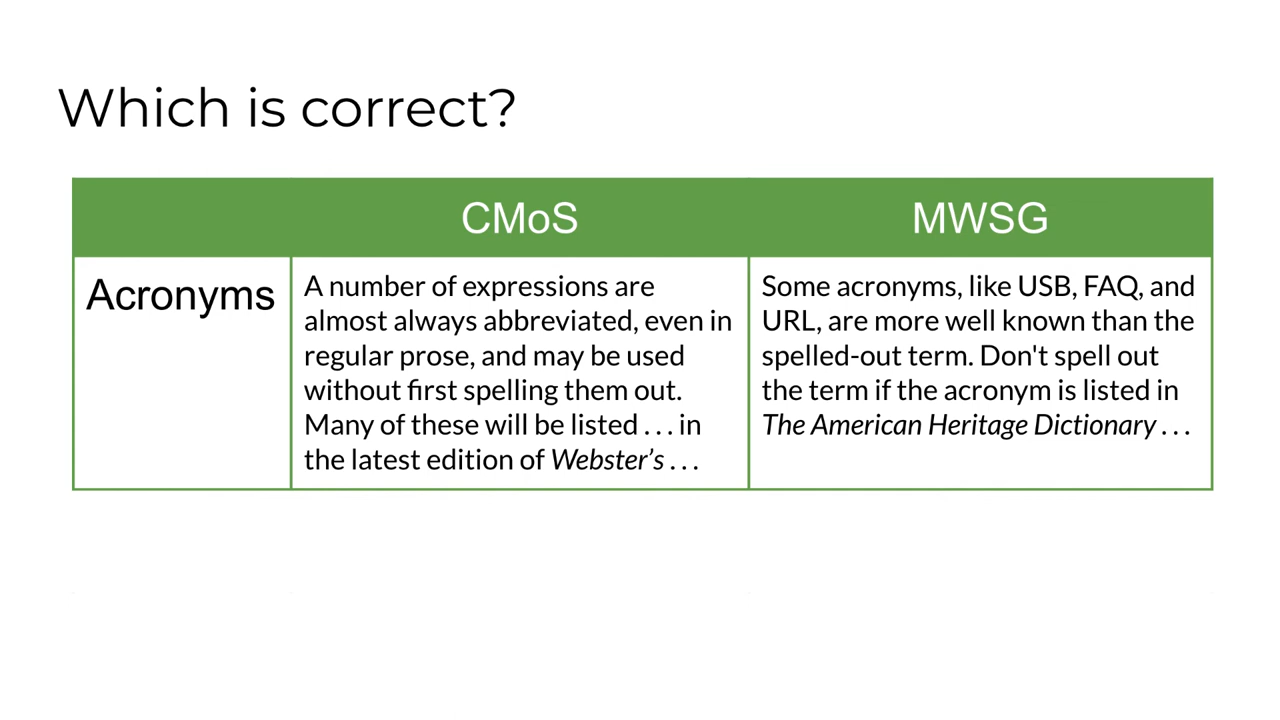 Which is correct?
CMoS
MWSG
Acronyms
A number of expressions are
almost always abbreviated, even in
regular prose, and may be used
without first spelling them out.
Many of these will be listed . . . in
the latest edition of Webster’s . . .
Some acronyms, like USB, FAQ, and
URL, are more well known than the
spelled-out term. Don't spell out
the term if the acronym is listed in
The American Heritage Dictionary . . .